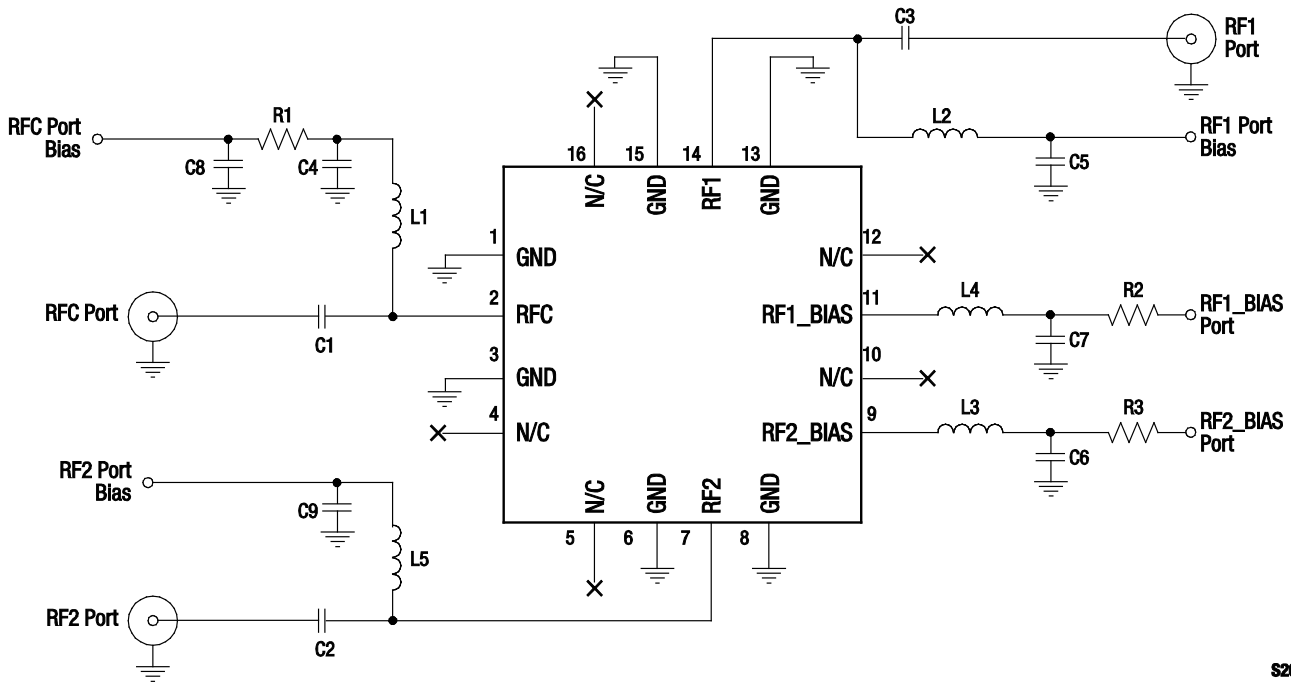 C3
RF1
Port
RFC Port
Bias
R1
C8
C4
L1
L2
RF1 Port
Bias
C5
16
15
14
13
N/C
GND
RF1
GND
1
GND
12
N/C
RFC Port
C1
2
RFC
11
RF1_BIAS
L4
R2
RF1_BIAS
Port
C7
3
GND
10
N/C
4
N/C
9
RF2_BIAS
L3
R3
RF2_BIAS
Port
C6
RF2 Port
Bias
C9
L5
N/C
GND
RF2
GND
5
6
7
8
RF2 Port
C2